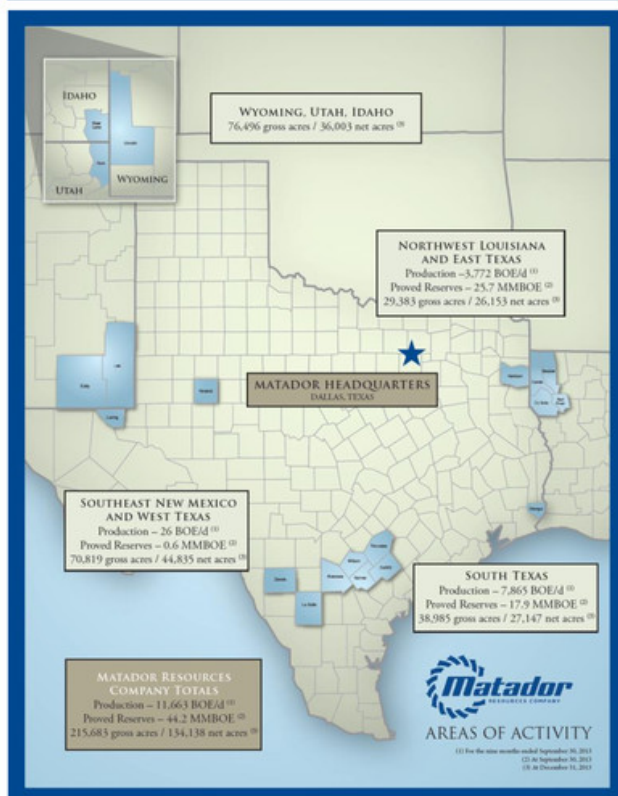 IDAHO
UTAH
WYOMING
WYOMING, UTAH, IDAHO
76,496 gross acres / 36,003 net acres (3)
NORTHWEST LOUISIANA
AND EAST TEXAS
Production –3,772 BOE/d (1)
Proved Reserves – 25.7 MMBOE (2)
29,383 gross acres / 26,153 net acres (3)
MATADOR HEADQUARTERS
DALLAS, TEXAS
SOUTHEAST NEW MEXICO
AND WEST TEXAS
Production – 26 BOE/d (1)
Proved Reserves – 0.6 MMBOE (2)
70,819 gross acres / 44,835 net acres (3)
La Salle
SOUTH TEXAS
Production – 7,865 BOE/d (1)
Proved Reserves – 17.9 MMBOE (2)
38,985 gross acres / 27,147 net acres (3)
MATADOR RESOURCES
COMPANY TOTALS
Production – 11,663 BOE/d (1)
Proved Reserves – 44.2 MMBOE (2)
215,683 gross acres / 134,138 net acres (3)
Matador
RESOURCES COMPANY
AREAS OF ACTIVITY
(1) For the nine months ended September 30, 2013
(2) At September 30, 2013
(3) At December 31, 2013